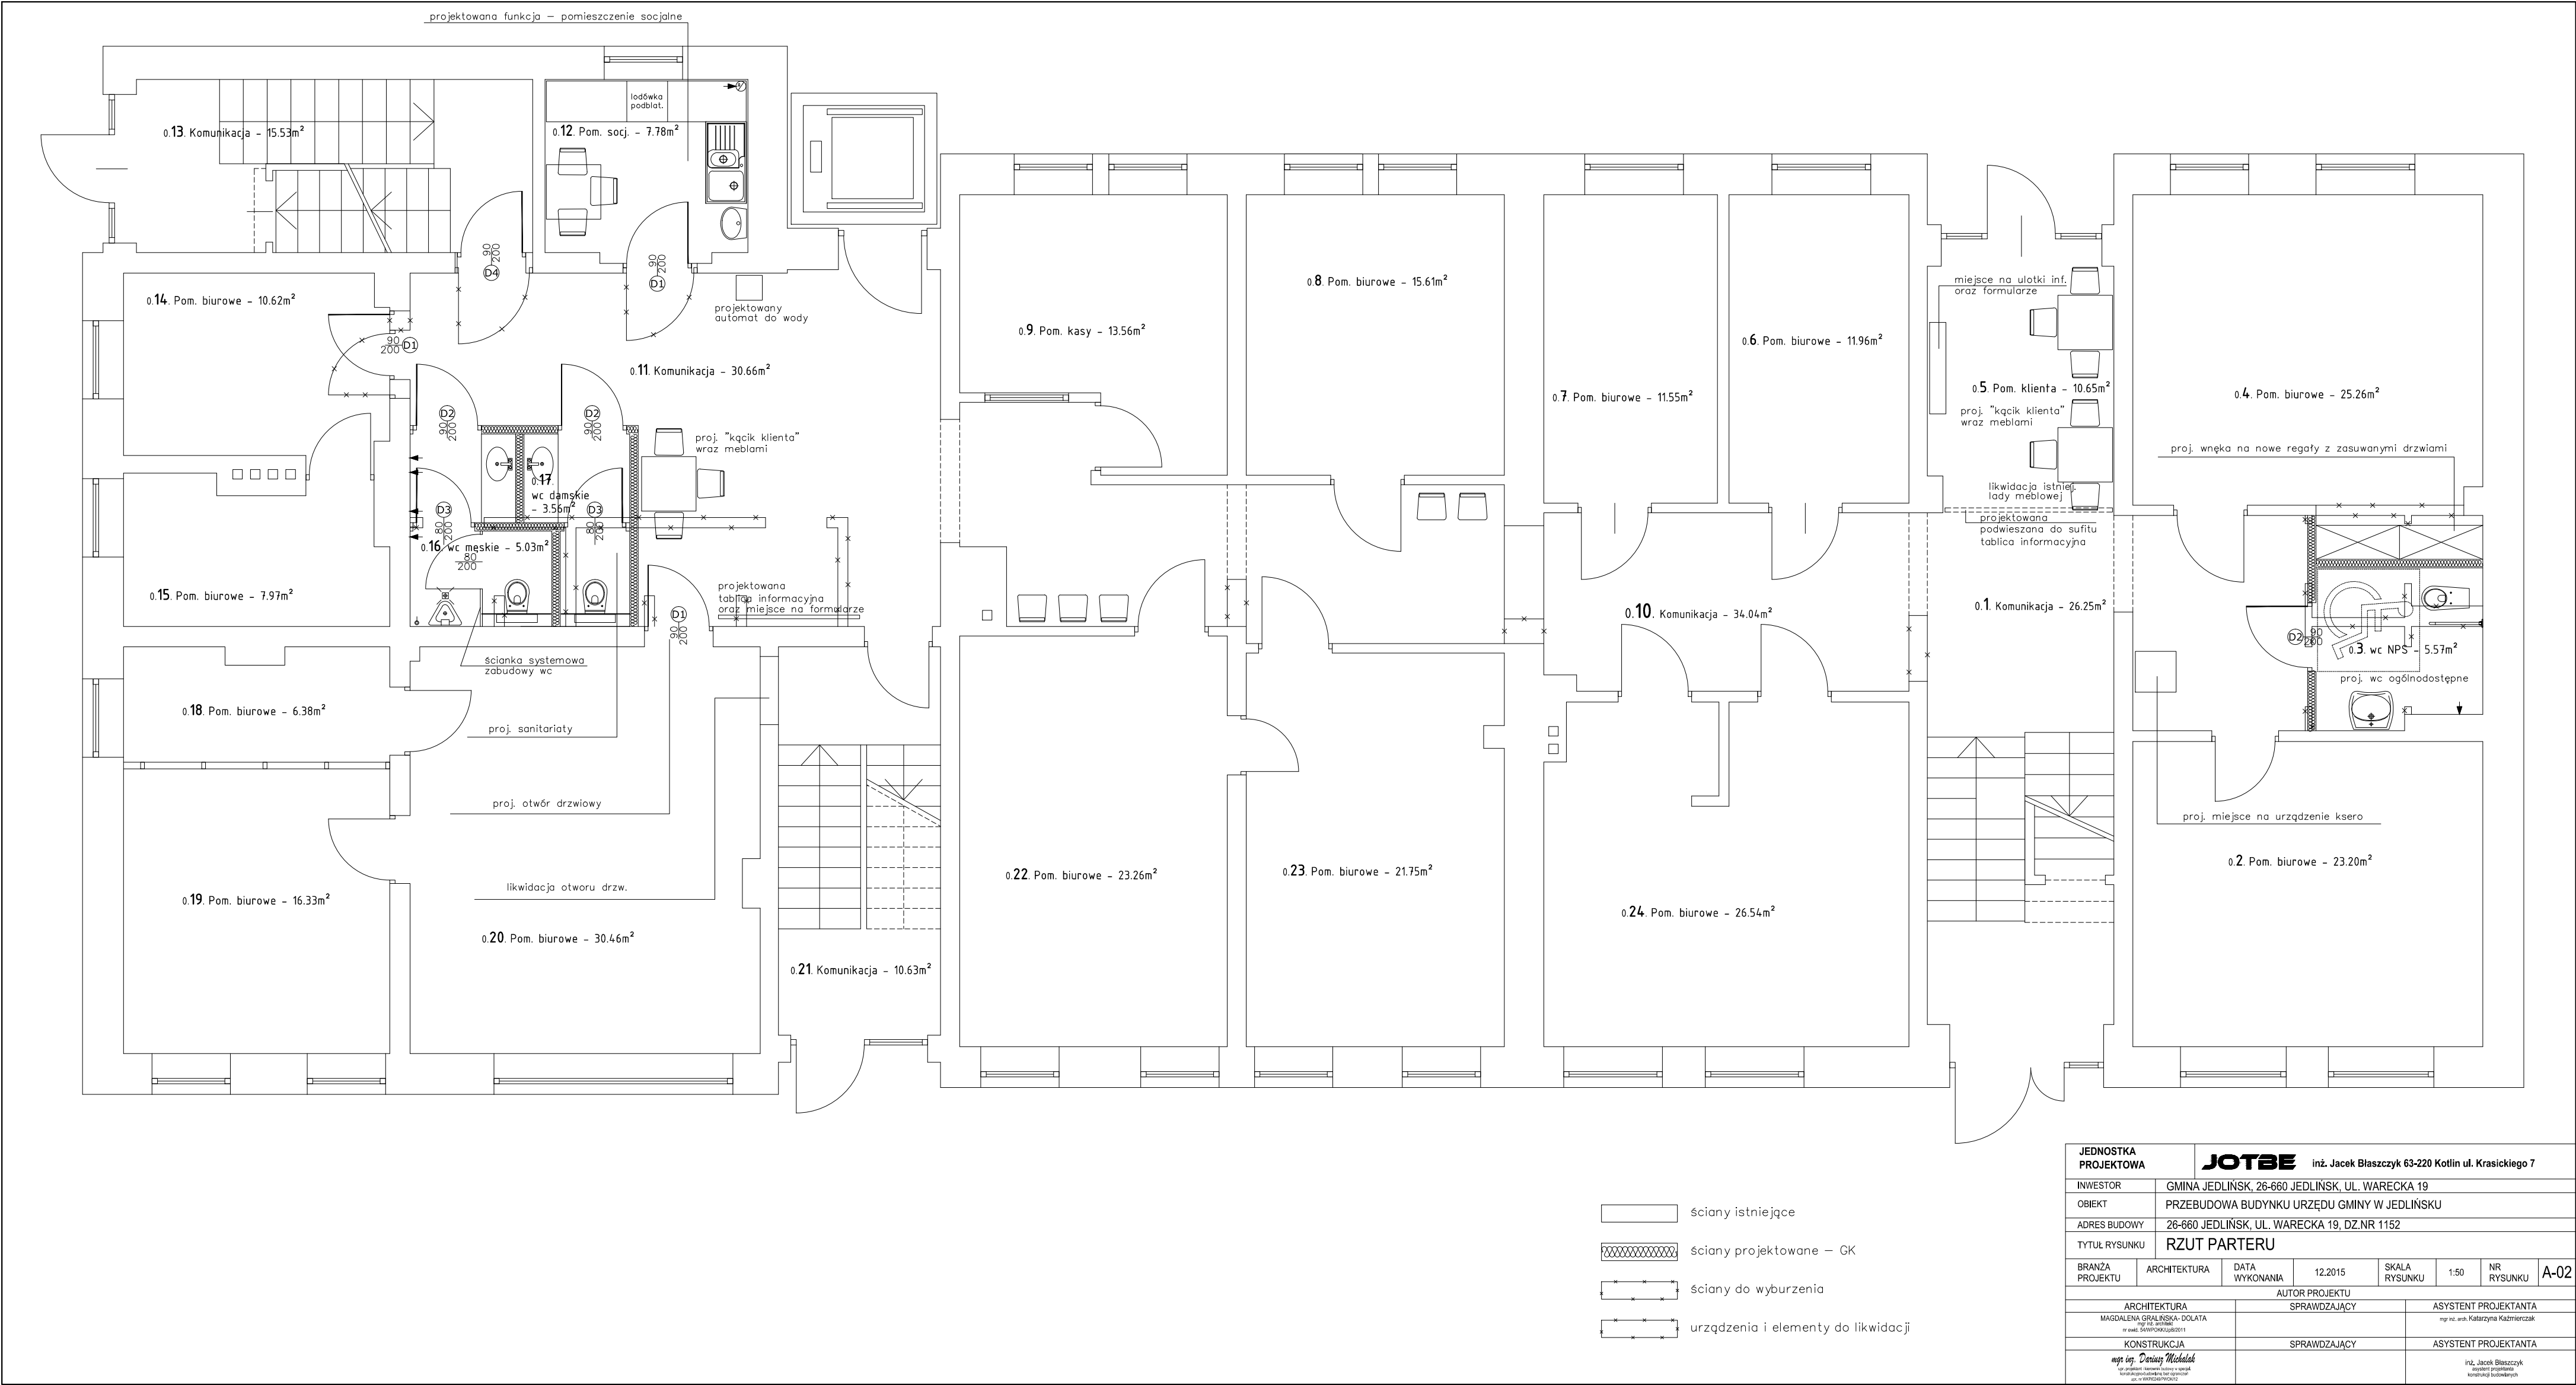 projektowana funkcja – pomieszczenie socjalne
lodówka
podblat.
0.13. Komunikacja – 15.53m²
0.12. Pom. socj. – 7.78m²
90
200
D4
90
200
D1
projektowany
automat do wody
0.14. Pom. biurowe – 10.62m²
90
200
D1
0.11. Komunikacja – 30.66m²
0.9. Pom. kasy – 13.56m²
0.8. Pom. biurowe – 15.61m²
0.7. Pom. biurowe – 11.55m²
0.6. Pom. biurowe – 11.96m²
miejsce na ulotki inf.
oraz formularze
0.5. Pom. klienta – 10.65m²
proj. "kącik klienta"
wraz meblami
likwidacja istniej.
lady meblowej
projektowana
podwieszana do sufitu
tablica informacyjna
0.4. Pom. biurowe – 25.26m²
proj. wnęka na nowe regały z zasuwanymi drzwiami
D2
90
200
D2
90
200
proj. "kącik klienta"
wraz meblami
0.17.
wc damskie
– 3.56m²
D3
80
200
D3
80
200
0.16. wc męskie – 5.03m²
80
200
0.15. Pom. biurowe – 7.97m²
projektowana
tablica informacyjna
oraz miejsce na formularze
D1
90
200
0.10. Komunikacja – 34.04m²
0.1. Komunikacja – 26.25m²
D2
90
200
0.3. wc NPS – 5.57m²
proj. wc ogólnodostępne
ścianka systemowa
zabudowy wc
0.18. Pom. biurowe – 6.38m²
proj. sanitariaty
proj. otwór drzwiowy
proj. miejsce na urządzenie ksero
likwidacja otworu drzw.
0.19. Pom. biurowe – 16.33m²
0.20. Pom. biurowe – 30.46m²
0.21. Komunikacja – 10.63m²
0.22. Pom. biurowe – 23.26m²
0.23. Pom. biurowe – 21.75m²
0.24. Pom. biurowe – 26.54m²
0.2. Pom. biurowe – 23.20m²
ściany istniejące
ściany projektowane – GK
ściany do wyburzenia
urządzenia i elementy do likwidacji
JEDNOSTKA
PROJEKTOWA
JOTBE inż. Jacek Błaszczyk 63-220 Kotlin ul. Krasickiego 7
INWESTOR GMINA JEDLIŃSK, 26-660 JEDLIŃSK, UL. WARECKA 19
OBIEKT PRZEBUDOWA BUDYNKU URZĘDU GMINY W JEDLIŃSKU
ADRES BUDOWY 26-660 JEDLIŃSK, UL. WARECKA 19, DZ.NR 1152
TYTUŁ RYSUNKU RZUT PARTERU
BRANŻA
PROJEKTU
ARCHITEKTURA
DATA
WYKONANIA
12.2015
SKALA
RYSUNKU
1:50
NR
RYSUNKU
A-02
AUTOR PROJEKTU
ARCHITEKTURA SPRAWDZAJĄCY ASYSTENT PROJEKTANTA
MAGDALENA GRALIŃSKA- DOLATA
mgr inż. architekt
mgr inż. arch. Katarzyna Kaźmierczak
KONSTRUKCJA SPRAWDZAJĄCY ASYSTENT PROJEKTANTA
mgr inż. Dariusz Michalak
inż. Jacek Błaszczyk
asystent projektanta
konstrukcji budowlanych